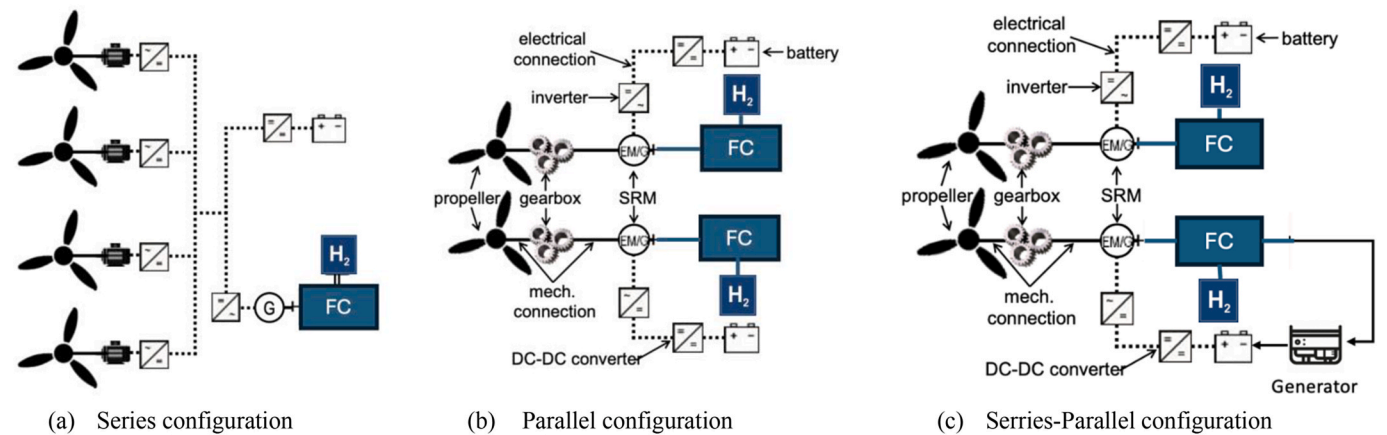 H2
G
FC
(a) Series configuration
electrical
connection
battery
inverter
H2
EM/G
FC
propeller
gearbox
SRM
EM/G
FC
mech.
connection
H2
DC-DC converter
(b) Parallel configuration
electrical
connection
battery
inverter
H2
EM/G
FC
propeller
gearbox
SRM
EM/G
FC
mech.
connection
H2
DC-DC converter
Generator
(c) Serries-Parallel configuration